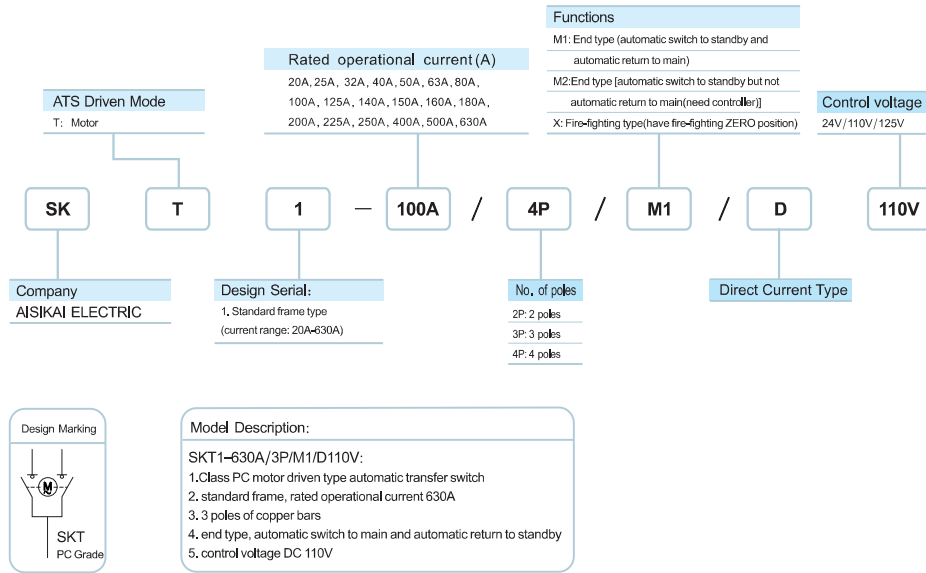 Functions
M1: End type (automatic switch to standby and
automatic return to main)
M2:End type [automatic switch to standby but not
automatic return to main(need controller)]
X: Fire-fighting type(have fire-fighting ZERO position)
Rated operational current(A)
20A, 25A, 32A, 40A, 50A, 63A, 80A,
100A, 125A, 140A, 150A, 160A, 180A,
200A, 225A, 250A, 400A, 500A, 630A
ATS Driven Mode
T: Motor
Control voltage
24V/110V/125V
SK T 1 — 100A / 4P / M1 / D 110V
Company
AISIKAI ELECTRIC
Design Serial:
1. Standard frame type
(current range: 20A-630A)
No. of poles
2P: 2 poles
3P: 3 poles
4P: 4 poles
Direct Current Type
Design Marking
M
SKT
PC Grade
Model Description:
SKT1-630A/3P/M1/D110V:
1.Class PC motor driven type automatic transfer switch
2. standard frame, rated operational current 630A
3. 3 poles of copper bars
4. end type, automatic switch to main and automatic return to standby
5. control voltage DC 110V